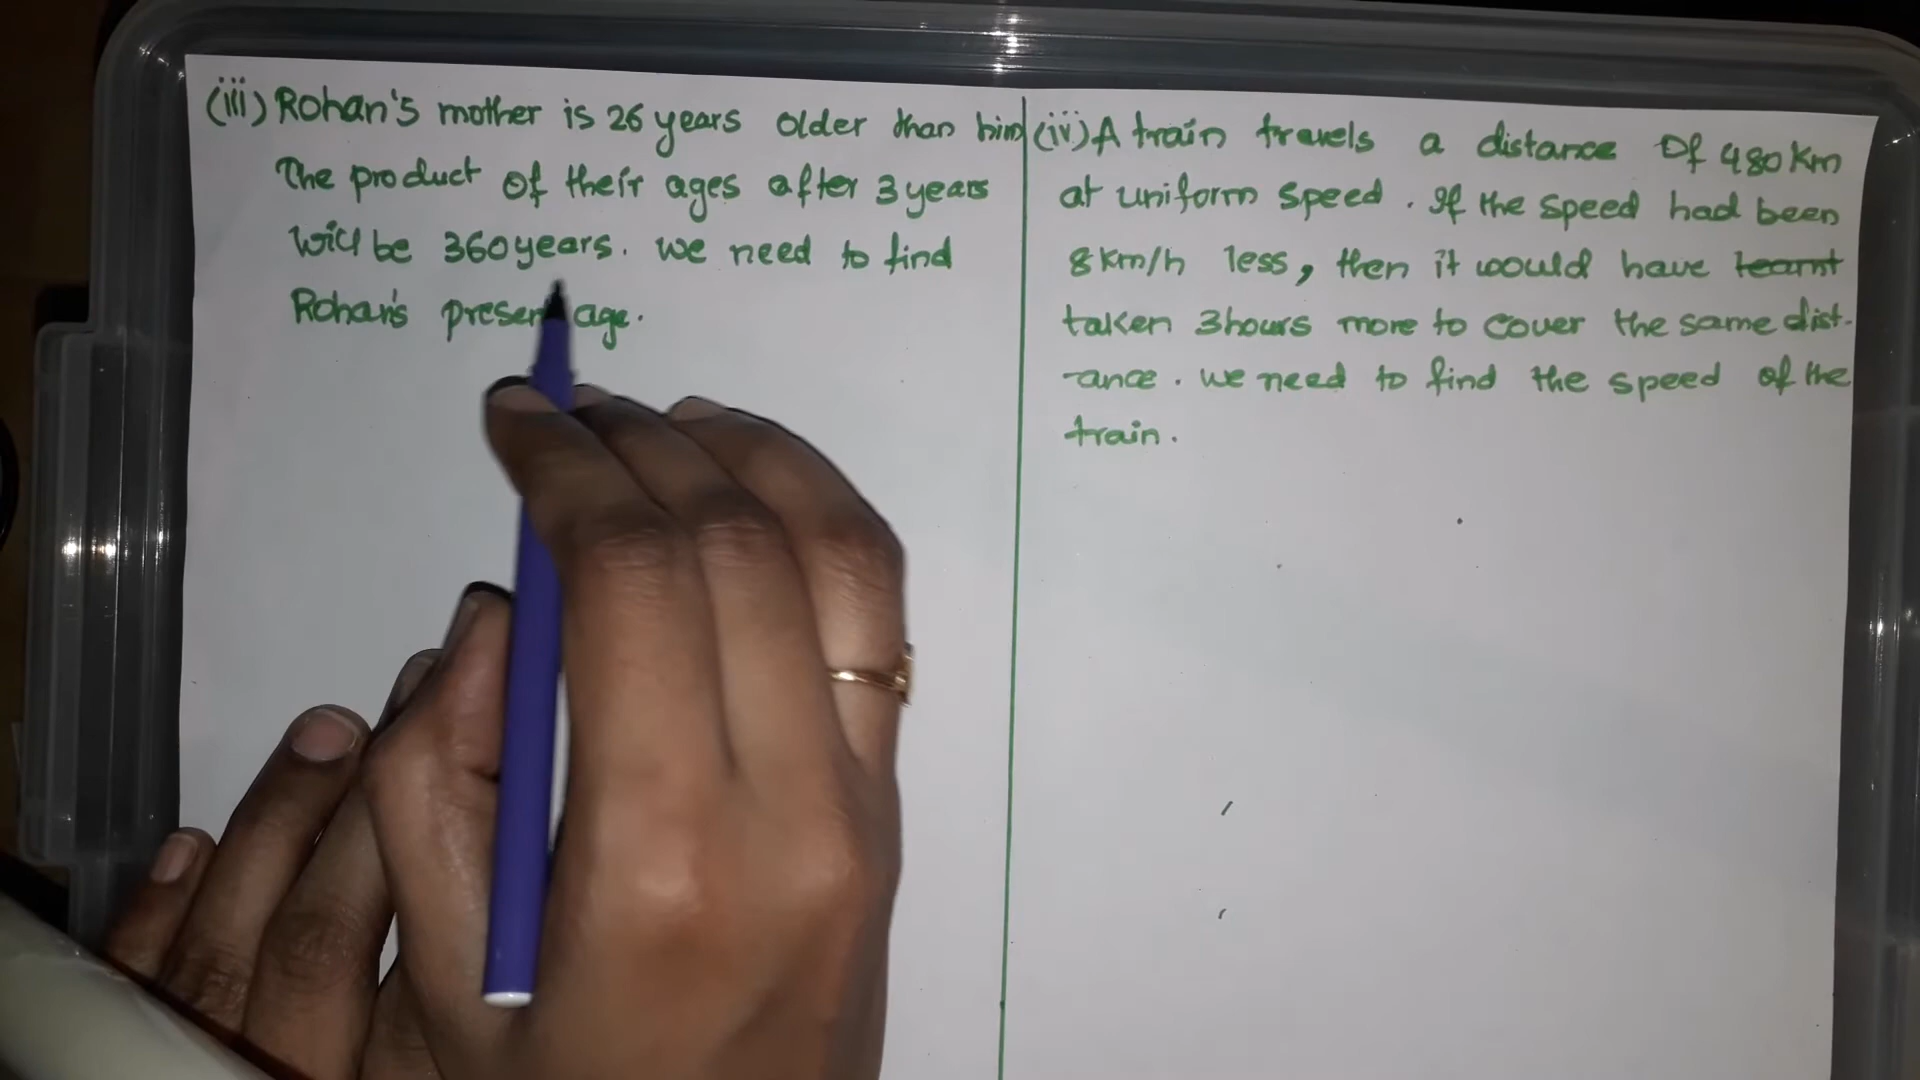 (iii) Rohan's mother is 26 years older than him
The product of their ages after 3 years
will be 360 years. we need to find
Rohan's present age.
(iv) A train travels a distance Of 480 Km
at uniform speed. If the speed had been
8 Km/h less, then it would have learnt
taken 3 hours more to cover the same dist-
-ance. we need to find the speed of the
train.